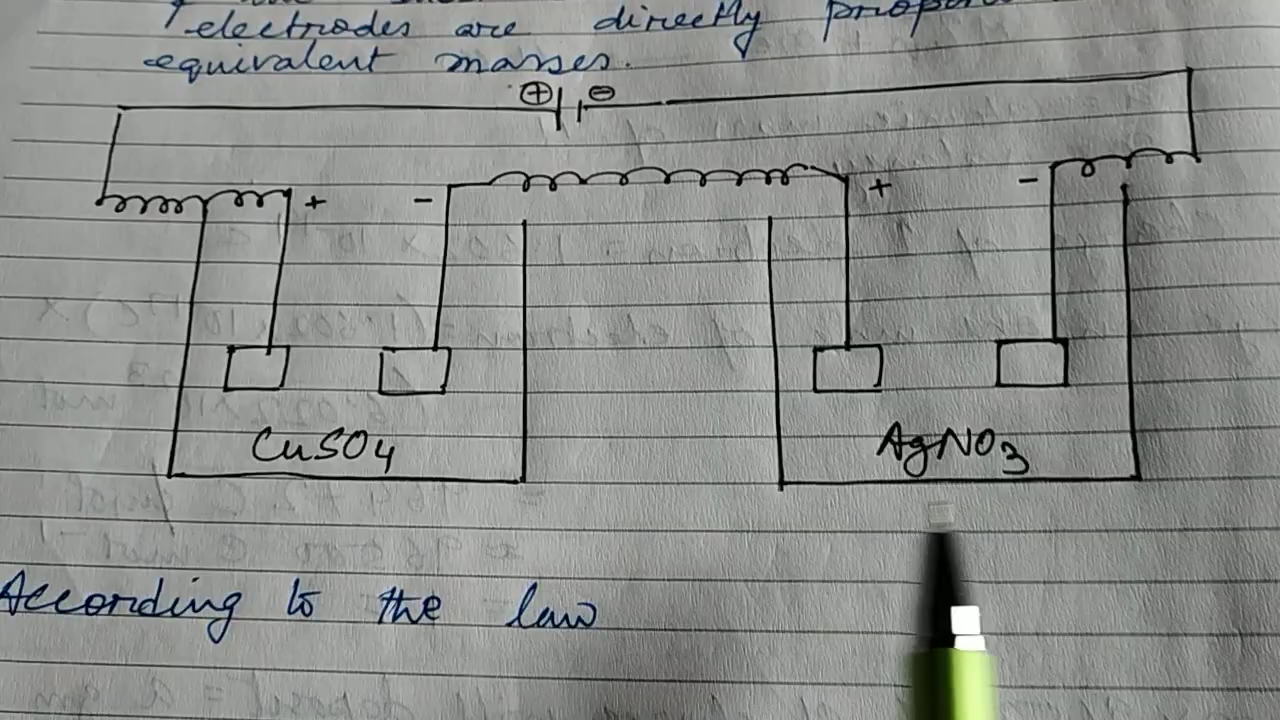 electrodes are directly
equivalent masses.
⊕ ⊖
+ - + -
CuSO4 AgNO3
According to the law